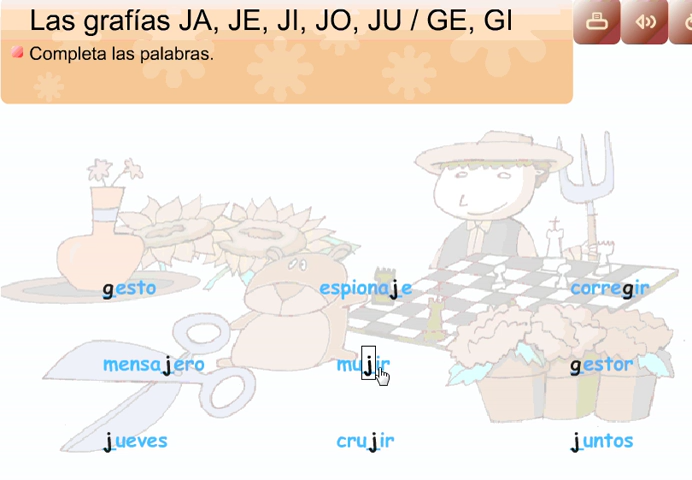 Las grafías JA, JE, JI, JO, JU / GE, GI
Completa las palabras.
gesto espionaje corregir
mensajero mujir gestor
jueves crujir juntos